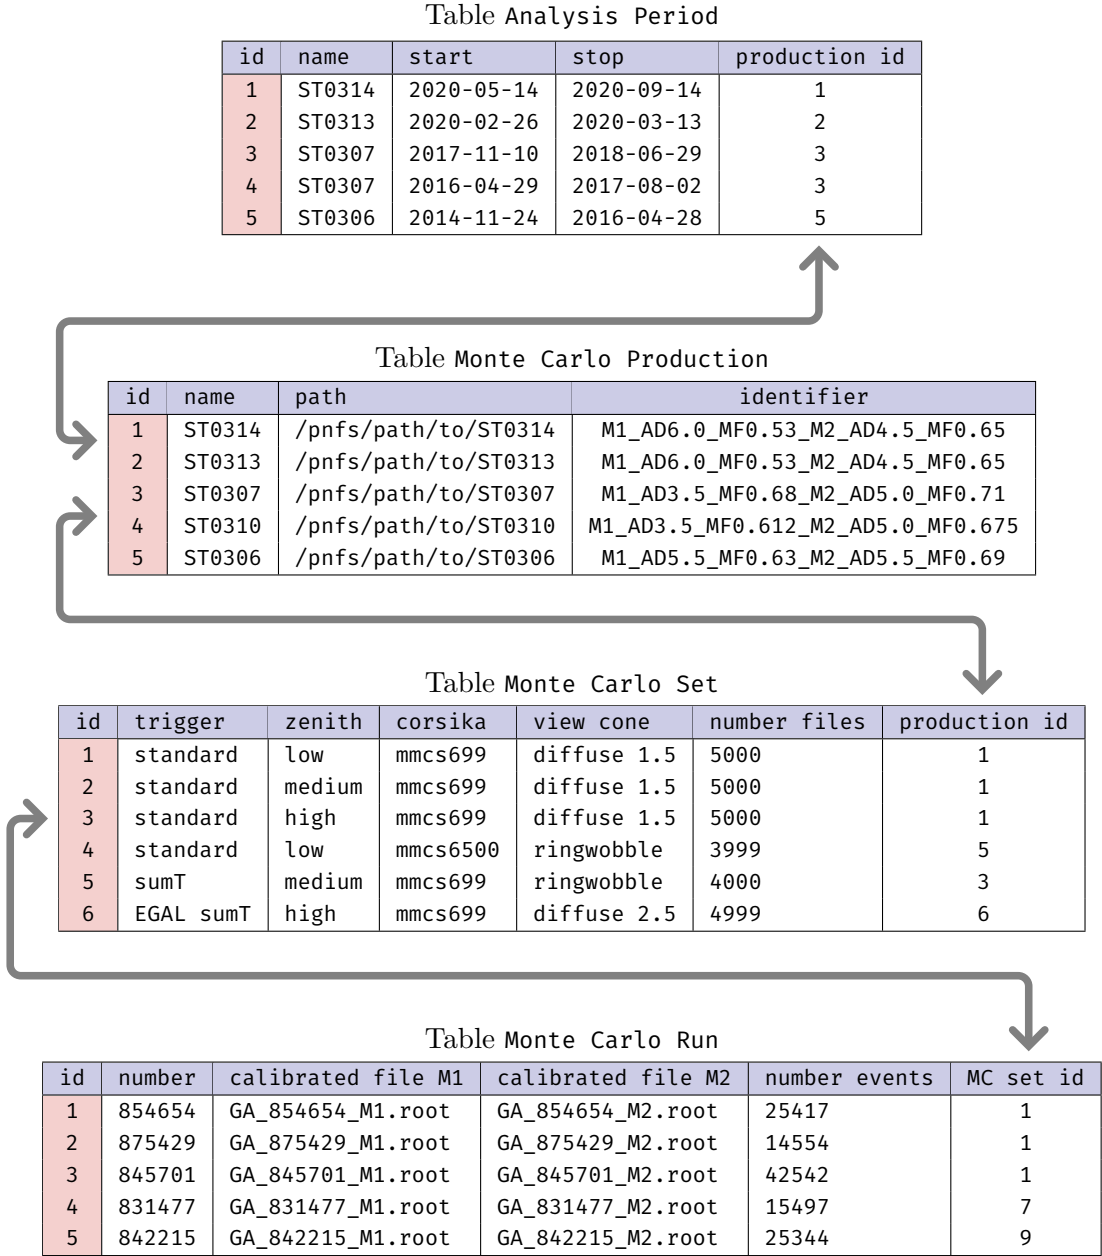 Table Analysis Period
id name start stop production id
1 ST0314 2020-05-14 2020-09-14 1
2 ST0313 2020-02-26 2020-03-13 2
3 ST0307 2017-11-10 2018-06-29 3
4 ST0307 2016-04-29 2017-08-02 3
5 ST0306 2014-11-24 2016-04-28 5
Table Monte Carlo Production
id name path identifier
1 ST0314 /pnfs/path/to/ST0314 M1_AD6.0_MF0.53_M2_AD4.5_MF0.65
2 ST0313 /pnfs/path/to/ST0313 M1_AD6.0_MF0.53_M2_AD4.5_MF0.65
3 ST0307 /pnfs/path/to/ST0307 M1_AD3.5_MF0.68_M2_AD5.0_MF0.71
4 ST0310 /pnfs/path/to/ST0310 M1_AD3.5_MF0.612_M2_AD5.0_MF0.675
5 ST0306 /pnfs/path/to/ST0306 M1_AD5.5_MF0.63_M2_AD5.5_MF0.69
Table Monte Carlo Set
id trigger zenith corsika view cone number files production id
1 standard low mmcs699 diffuse 1.5 5000 1
2 standard medium mmcs699 diffuse 1.5 5000 1
3 standard high mmcs699 diffuse 1.5 5000 1
4 standard low mmcs6500 ringwobble 3999 5
5 sumT medium mmcs699 ringwobble 4000 3
6 EGAL sumT high mmcs699 diffuse 2.5 4999 6
Table Monte Carlo Run
id number calibrated file M1 calibrated file M2 number events MC set id
1 854654 GA_854654_M1.root GA_854654_M2.root 25417 1
2 875429 GA_875429_M1.root GA_875429_M2.root 14554 1
3 845701 GA_845701_M1.root GA_845701_M2.root 42542 1
4 831477 GA_831477_M1.root GA_831477_M2.root 15497 7
5 842215 GA_842215_M1.root GA_842215_M2.root 25344 9